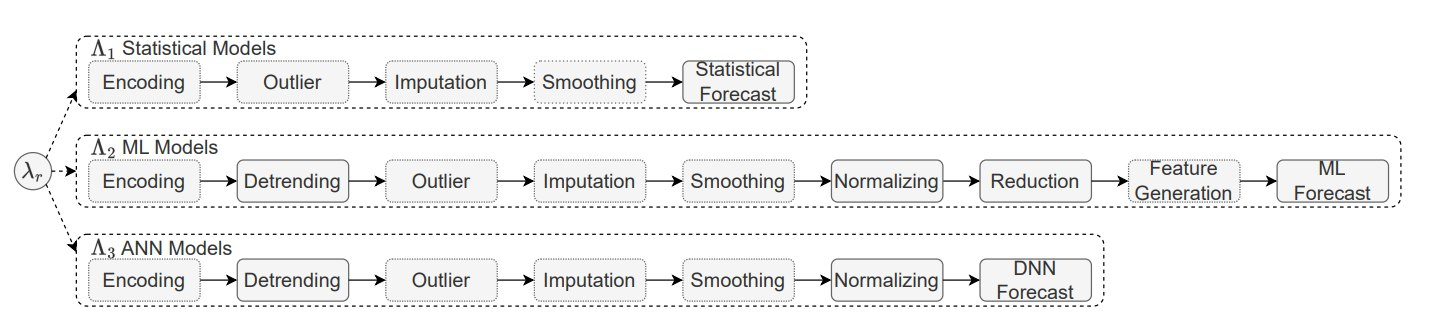 Λ₁ Statistical Models
Encoding
Outlier
Imputation
Smoothing
Statistical
Forecast
λᵣ
Λ₂ ML Models
Encoding
Detrending
Outlier
Imputation
Smoothing
Normalizing
Reduction
Feature
Generation
ML
Forecast
Λ₃ ANN Models
Encoding
Detrending
Outlier
Imputation
Smoothing
Normalizing
DNN
Forecast